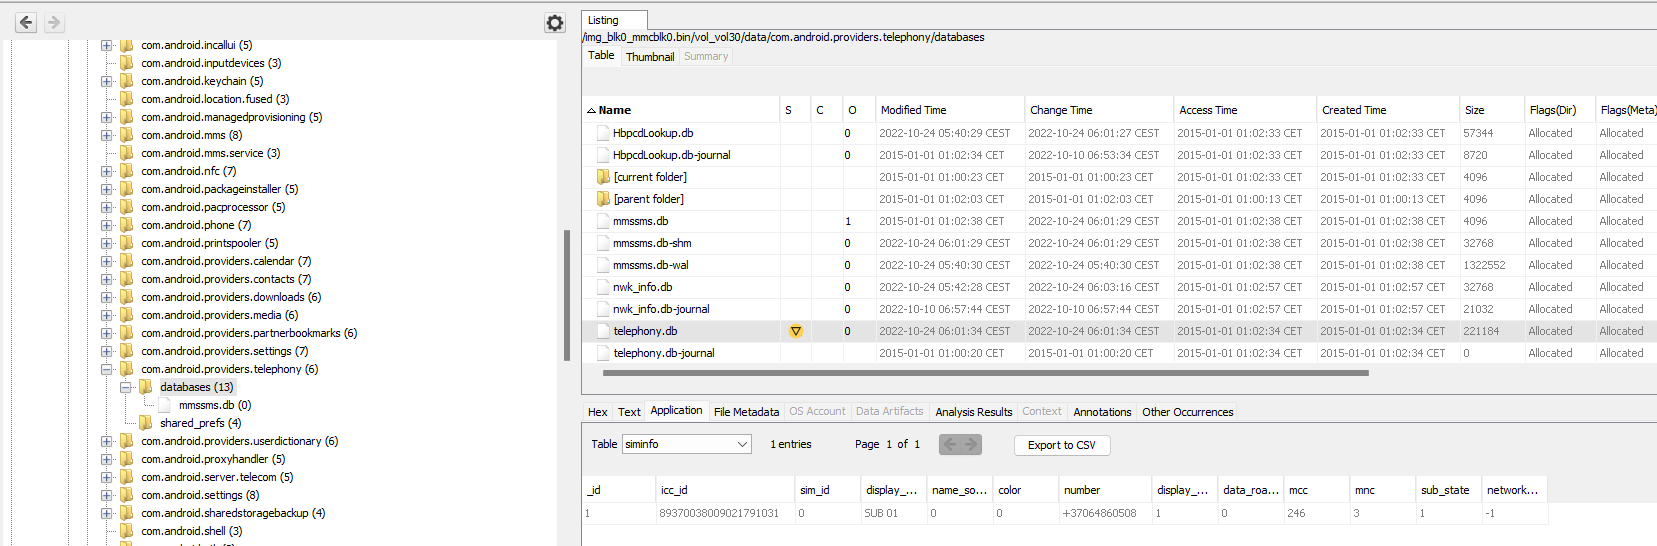 com.android.incallui (5)
com.android.inputdevices (3)
com.android.keychain (5)
com.android.location.fused (3)
com.android.managedprovisioning (5)
com.android.mms (8)
com.android.mms.service (3)
com.android.nfc (7)
com.android.packageinstaller (5)
com.android.pacprocessor (5)
com.android.phone (7)
com.android.printspooler (5)
com.android.providers.calendar (7)
com.android.providers.contacts (7)
com.android.providers.downloads (6)
com.android.providers.media (6)
com.android.providers.partnerbookmarks (6)
com.android.providers.settings (7)
com.android.providers.telephony (6)
databases (13)
mmssms.db (0)
shared_prefs (4)
com.android.providers.userdictionary (6)
com.android.proxyhandler (5)
com.android.server.telecom (5)
com.android.settings (8)
com.android.sharedstoragebackup (4)
com.android.shell (3)
Listing
/img_blk0_mmcblk0.bin/vol_vol30/data/com.android.providers.telephony/databases
Table Thumbnail Summary
Name S C O Modified Time Change Time Access Time Created Time Size Flags(Dir) Flags(Meta)
HbpcdLookup.db 0 2022-10-24 05:40:29 CEST 2022-10-24 06:01:27 CEST 2015-01-01 01:02:33 CET 2015-01-01 01:02:33 CET 57344 Allocated Allocated
HbpcdLookup.db-journal 0 2015-01-01 01:02:34 CET 2022-10-10 06:53:34 CEST 2015-01-01 01:02:33 CET 2015-01-01 01:02:33 CET 8720 Allocated Allocated
[current folder] 2015-01-01 01:00:23 CET 2015-01-01 01:00:23 CET 2015-01-01 01:02:33 CET 2015-01-01 01:02:33 CET 4096 Allocated Allocated
[parent folder] 2015-01-01 01:02:03 CET 2015-01-01 01:02:03 CET 2015-01-01 01:00:13 CET 2015-01-01 01:00:13 CET 4096 Allocated Allocated
mmssms.db 1 2015-01-01 01:02:38 CET 2022-10-24 06:01:29 CEST 2015-01-01 01:02:38 CET 2015-01-01 01:02:38 CET 4096 Allocated Allocated
mmssms.db-shm 0 2022-10-24 06:01:29 CEST 2022-10-24 06:01:29 CEST 2015-01-01 01:02:38 CET 2015-01-01 01:02:38 CET 32768 Allocated Allocated
mmssms.db-wal 0 2022-10-24 05:40:30 CEST 2022-10-24 05:40:30 CEST 2015-01-01 01:02:38 CET 2015-01-01 01:02:38 CET 1322552 Allocated Allocated
nwk_info.db 0 2022-10-24 05:42:28 CEST 2022-10-24 06:03:16 CEST 2015-01-01 01:02:57 CET 2015-01-01 01:02:57 CET 32768 Allocated Allocated
nwk_info.db-journal 0 2022-10-10 06:57:44 CEST 2022-10-10 06:57:44 CEST 2015-01-01 01:02:57 CET 2015-01-01 01:02:57 CET 21032 Allocated Allocated
telephony.db 0 2022-10-24 06:01:34 CEST 2022-10-24 06:01:34 CEST 2015-01-01 01:02:34 CET 2015-01-01 01:02:34 CET 221184 Allocated Allocated
telephony.db-journal 2015-01-01 01:00:20 CET 2015-01-01 01:00:20 CET 2015-01-01 01:02:34 CET 2015-01-01 01:02:34 CET 0 Allocated Allocated
Hex Text Application File Metadata OS Account Data Artifacts Analysis Results Context Annotations Other Occurrences
Table siminfo 1 entries Page 1 of 1 Export to CSV
_id icc_id sim_id display_... name_so... color number display_... data_roa... mcc mnc sub_state network...
1 89370038009021791031 0 SUB 01 0 0 +37064860508 1 0 246 3 1 -1